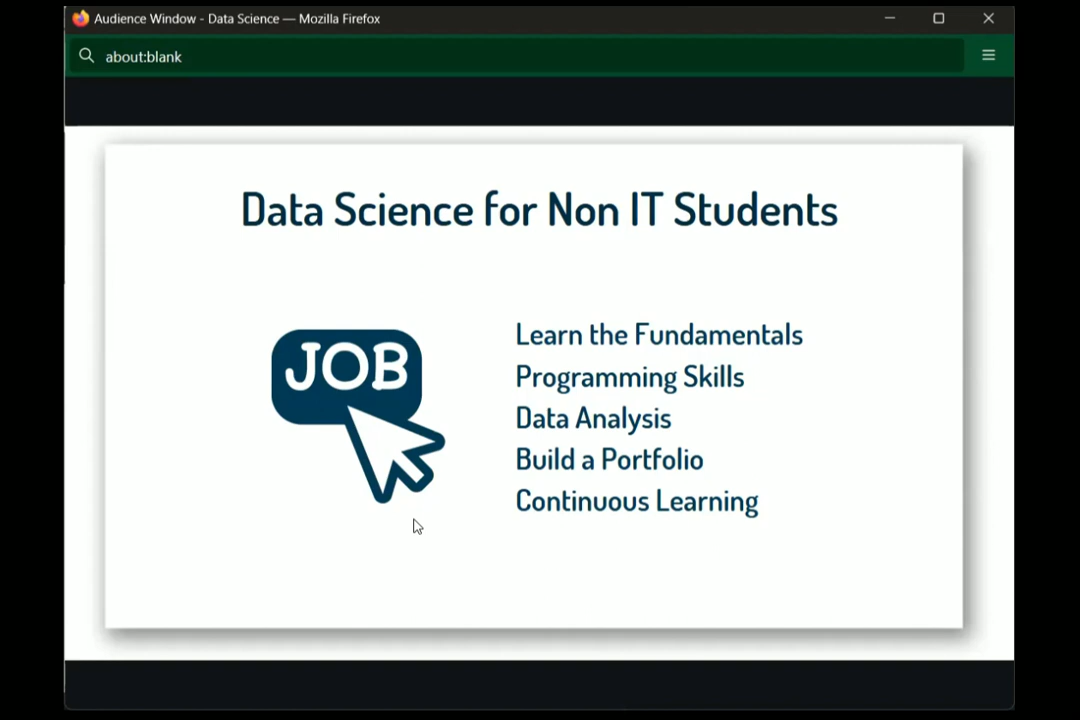 Audience Window - Data Science — Mozilla Firefox
about:blank
Data Science for Non IT Students
JOB
Learn the Fundamentals
Programming Skills
Data Analysis
Build a Portfolio
Continuous Learning